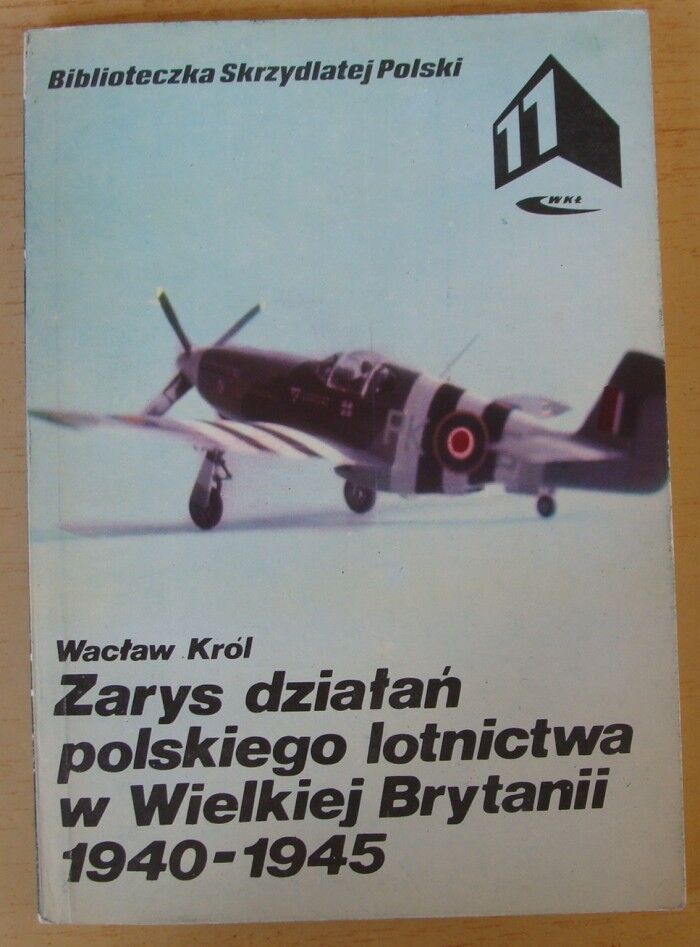 Biblioteczka Skrzydlatej Polski
11
WKŁ
Wacław Król
Zarys działań
polskiego lotnictwa
w Wielkiej Brytanii
1940-1945